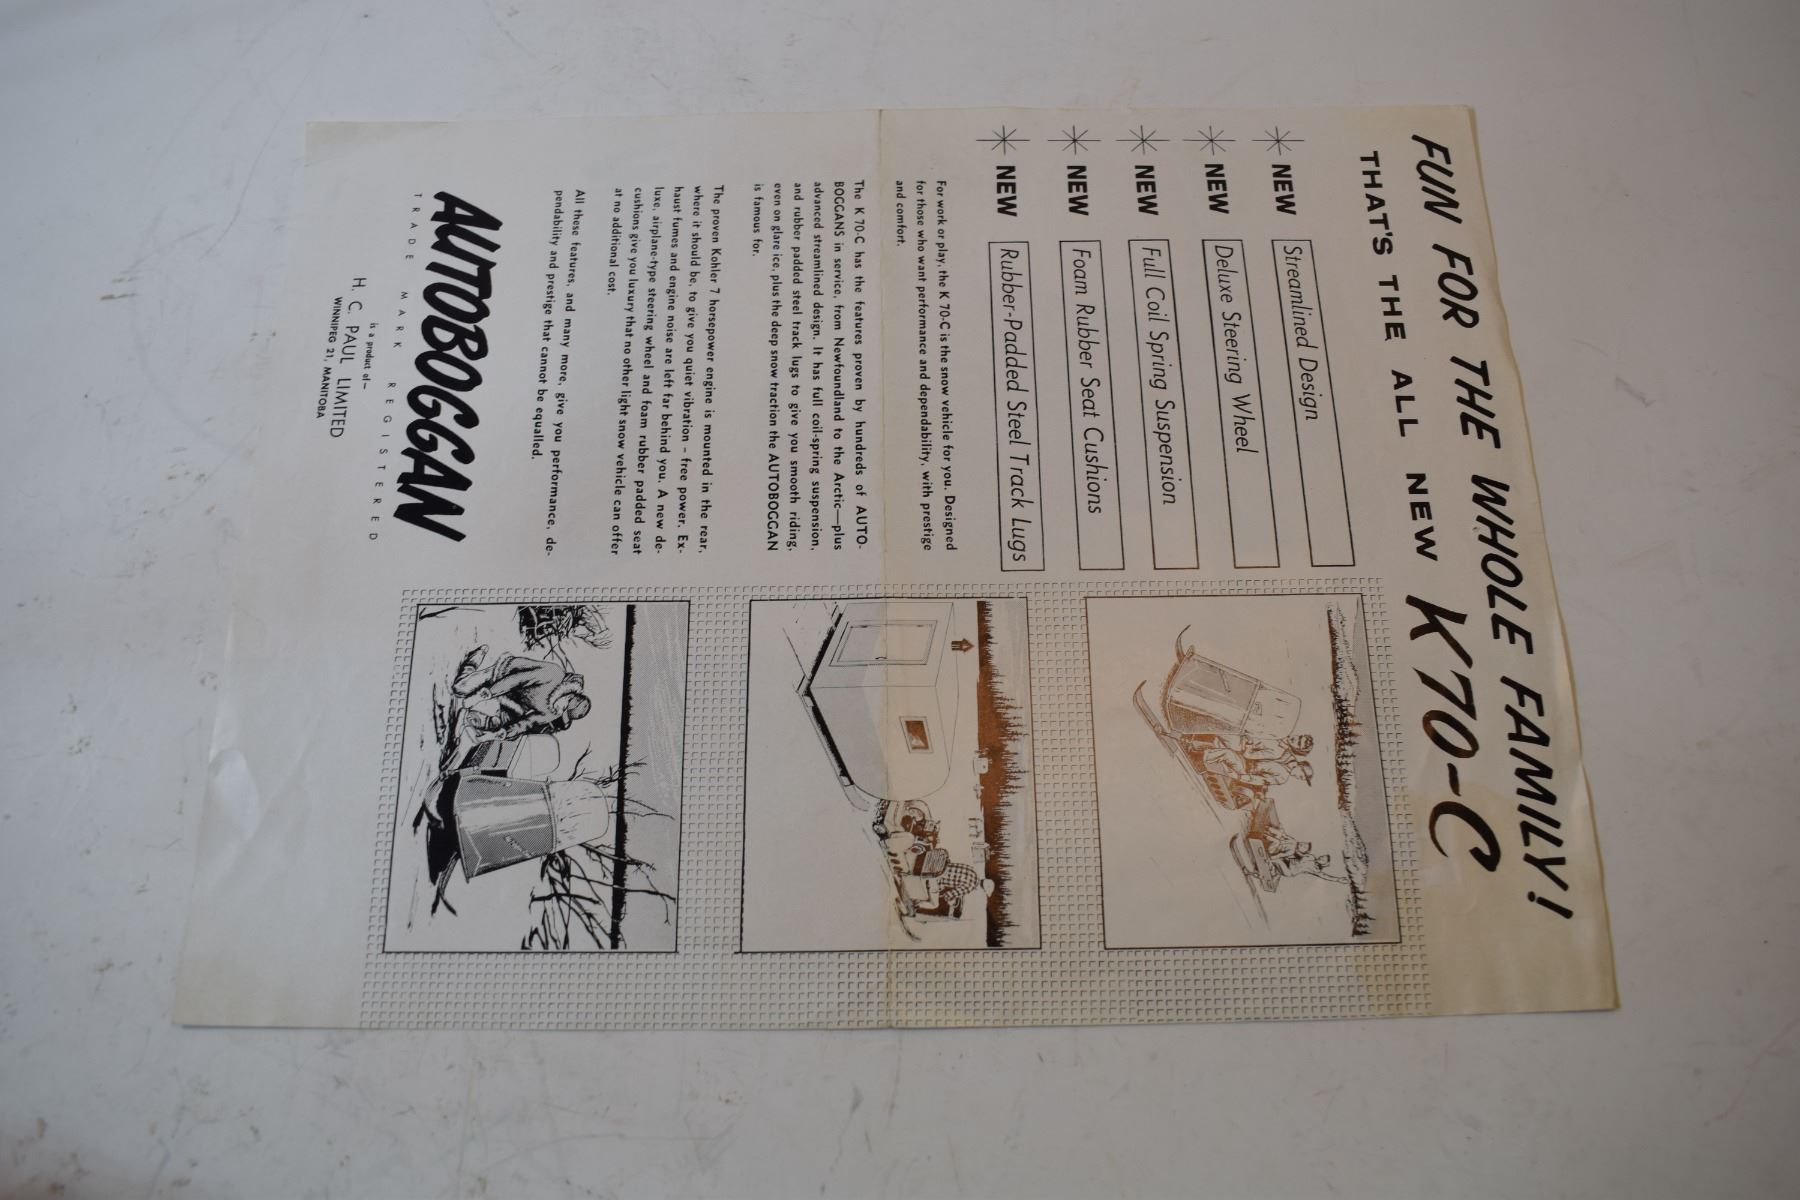 FUN FOR THE WHOLE FAMILY!
THAT'S THE ALL NEW K70-C
NEW Streamlined Design
NEW Deluxe Steering Wheel
NEW Full Coil Spring Suspension
NEW Foam Rubber Seat Cushions
NEW Rubber-Padded Steel Track Lugs
For work or play, the K 70-C is the snow vehicle for you. Designed
for those who want performance and dependability, with prestige
and comfort.
The K 70-C has the features proven by hundreds of AUTO-
BOGGANS in service, from Newfoundland to the Arctic—plus
advanced streamlined design. It has full coil-spring suspension,
and rubber padded steel track lugs to give you smooth riding,
even on glare ice, plus the deep snow traction the AUTOBOGGAN
is famous for.
The proven Kohler 7 horsepower engine is mounted in the rear,
where it should be, to give you quiet vibration – free power. Ex-
haust fumes and engine noise are left far behind you. A new de-
luxe, airplane-type steering wheel and foam rubber padded seat
cushions give you luxury that no other light snow vehicle can offer
at no additional cost.
All these features, and many more, give you performance, de-
pendability and prestige that cannot be equalled.
AUTOBOGGAN
TRADE MARK REGISTERED
is a product of—
H. C. PAUL LIMITED
WINNIPEG 21, MANITOBA